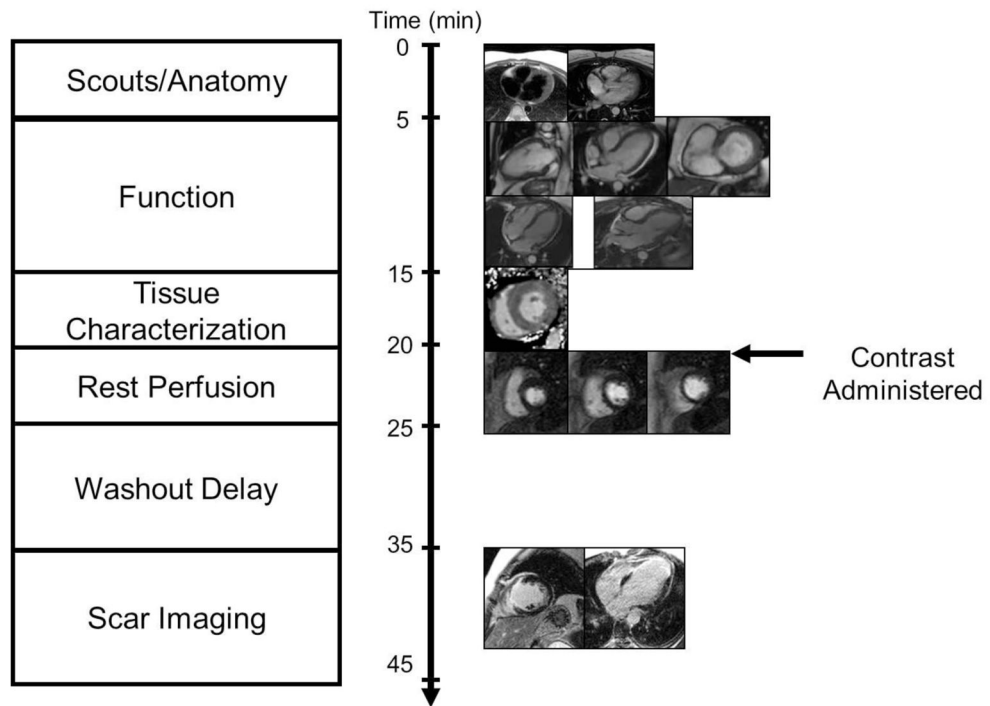 Time (min)
0
Scouts/Anatomy
5
Function
15
Tissue
Characterization
20
Contrast
Administered
Rest Perfusion
25
Washout Delay
35
Scar Imaging
45